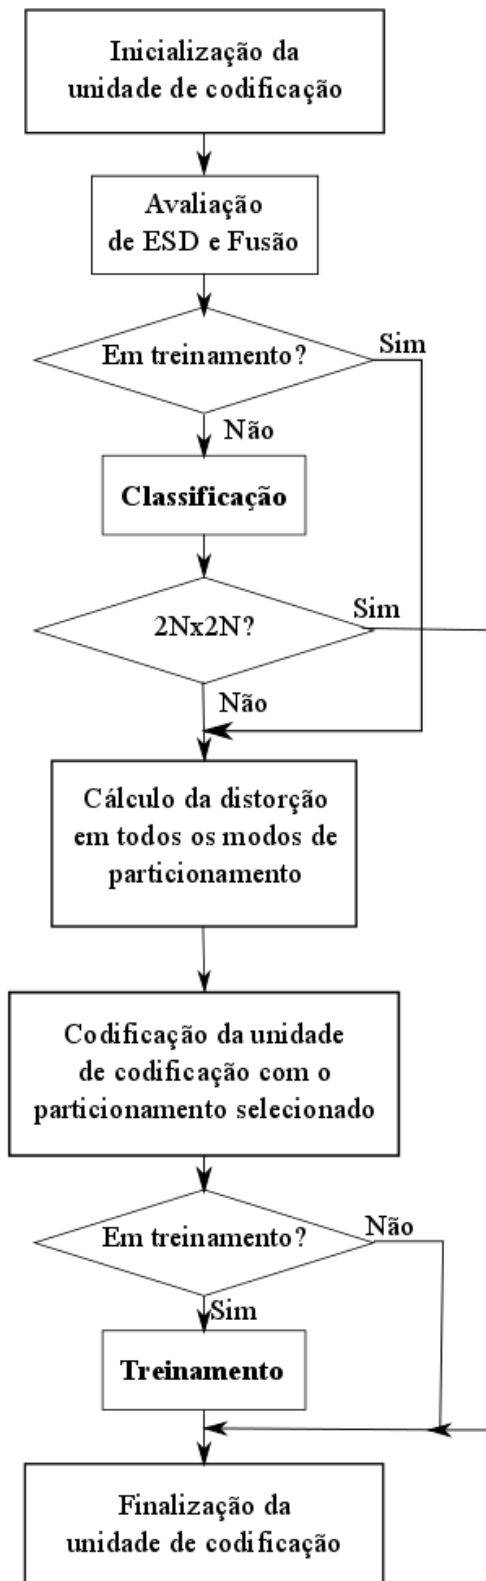 Inicialização da
unidade de codificação
Avaliação
de ESD e Fusão
Em treinamento?
Sim
Não
Classificação
2Nx2N?
Sim
Não
Cálculo da distorção
em todos os modos de
particionamento
Codificação da unidade
de codificação com o
particionamento selecionado
Em treinamento?
Não
Sim
Treinamento
Finalização da
unidade de codificação